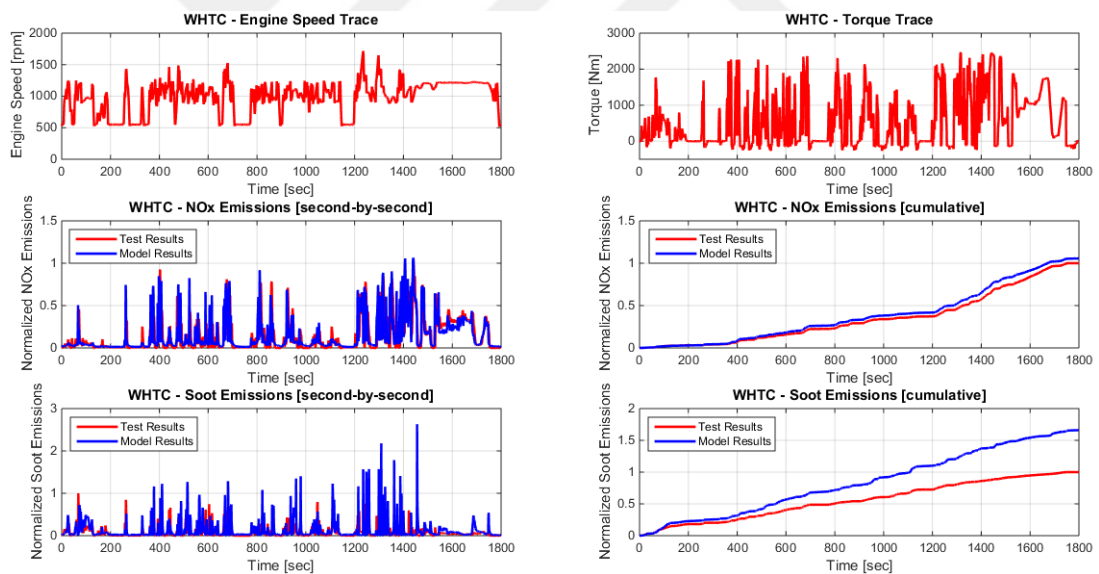 WHTC - Engine Speed Trace
Engine Speed [rpm]
2000
1500
1000
500
0
0 200 400 600 800 1000 1200 1400 1600 1800
Time [sec]
WHTC - Torque Trace
Torque [Nm]
3000
2000
1000
0
0 200 400 600 800 1000 1200 1400 1600 1800
Time [sec]
WHTC - NOx Emissions [second-by-second]
Normalized NOx Emissions
1.5
1
0.5
0
Test Results
Model Results
0 200 400 600 800 1000 1200 1400 1600 1800
Time [sec]
WHTC - NOx Emissions [cumulative]
Normalized NOx Emissions
1.5
1
0.5
0
Test Results
Model Results
0 200 400 600 800 1000 1200 1400 1600 1800
Time [sec]
WHTC - Soot Emissions [second-by-second]
Normalized Soot Emissions
3
2
1
0
Test Results
Model Results
0 200 400 600 800 1000 1200 1400 1600 1800
Time [sec]
WHTC - Soot Emissions [cumulative]
Normalized Soot Emissions
2
1.5
1
0.5
0
Test Results
Model Results
0 200 400 600 800 1000 1200 1400 1600 1800
Time [sec]